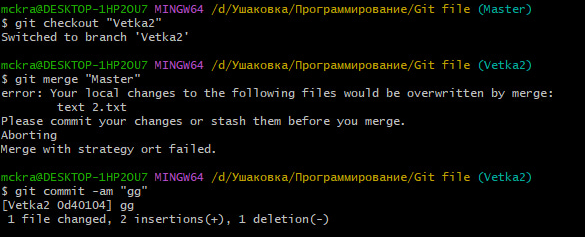 mckra@DESKTOP-1HP2OU7 MINGW64 /d/Ушаковка/Программирование/Git file (Master)
$ git checkout "Vetka2"
Switched to branch 'Vetka2'

mckra@DESKTOP-1HP2OU7 MINGW64 /d/Ушаковка/Программирование/Git file (Vetka2)
$ git merge "Master"
error: Your local changes to the following files would be overwritten by merge:
        text 2.txt
Please commit your changes or stash them before you merge.
Aborting
Merge with strategy ort failed.

mckra@DESKTOP-1HP2OU7 MINGW64 /d/Ушаковка/Программирование/Git file (Vetka2)
$ git commit -am "gg"
[Vetka2 0d40104] gg
 1 file changed, 2 insertions(+), 1 deletion(-)